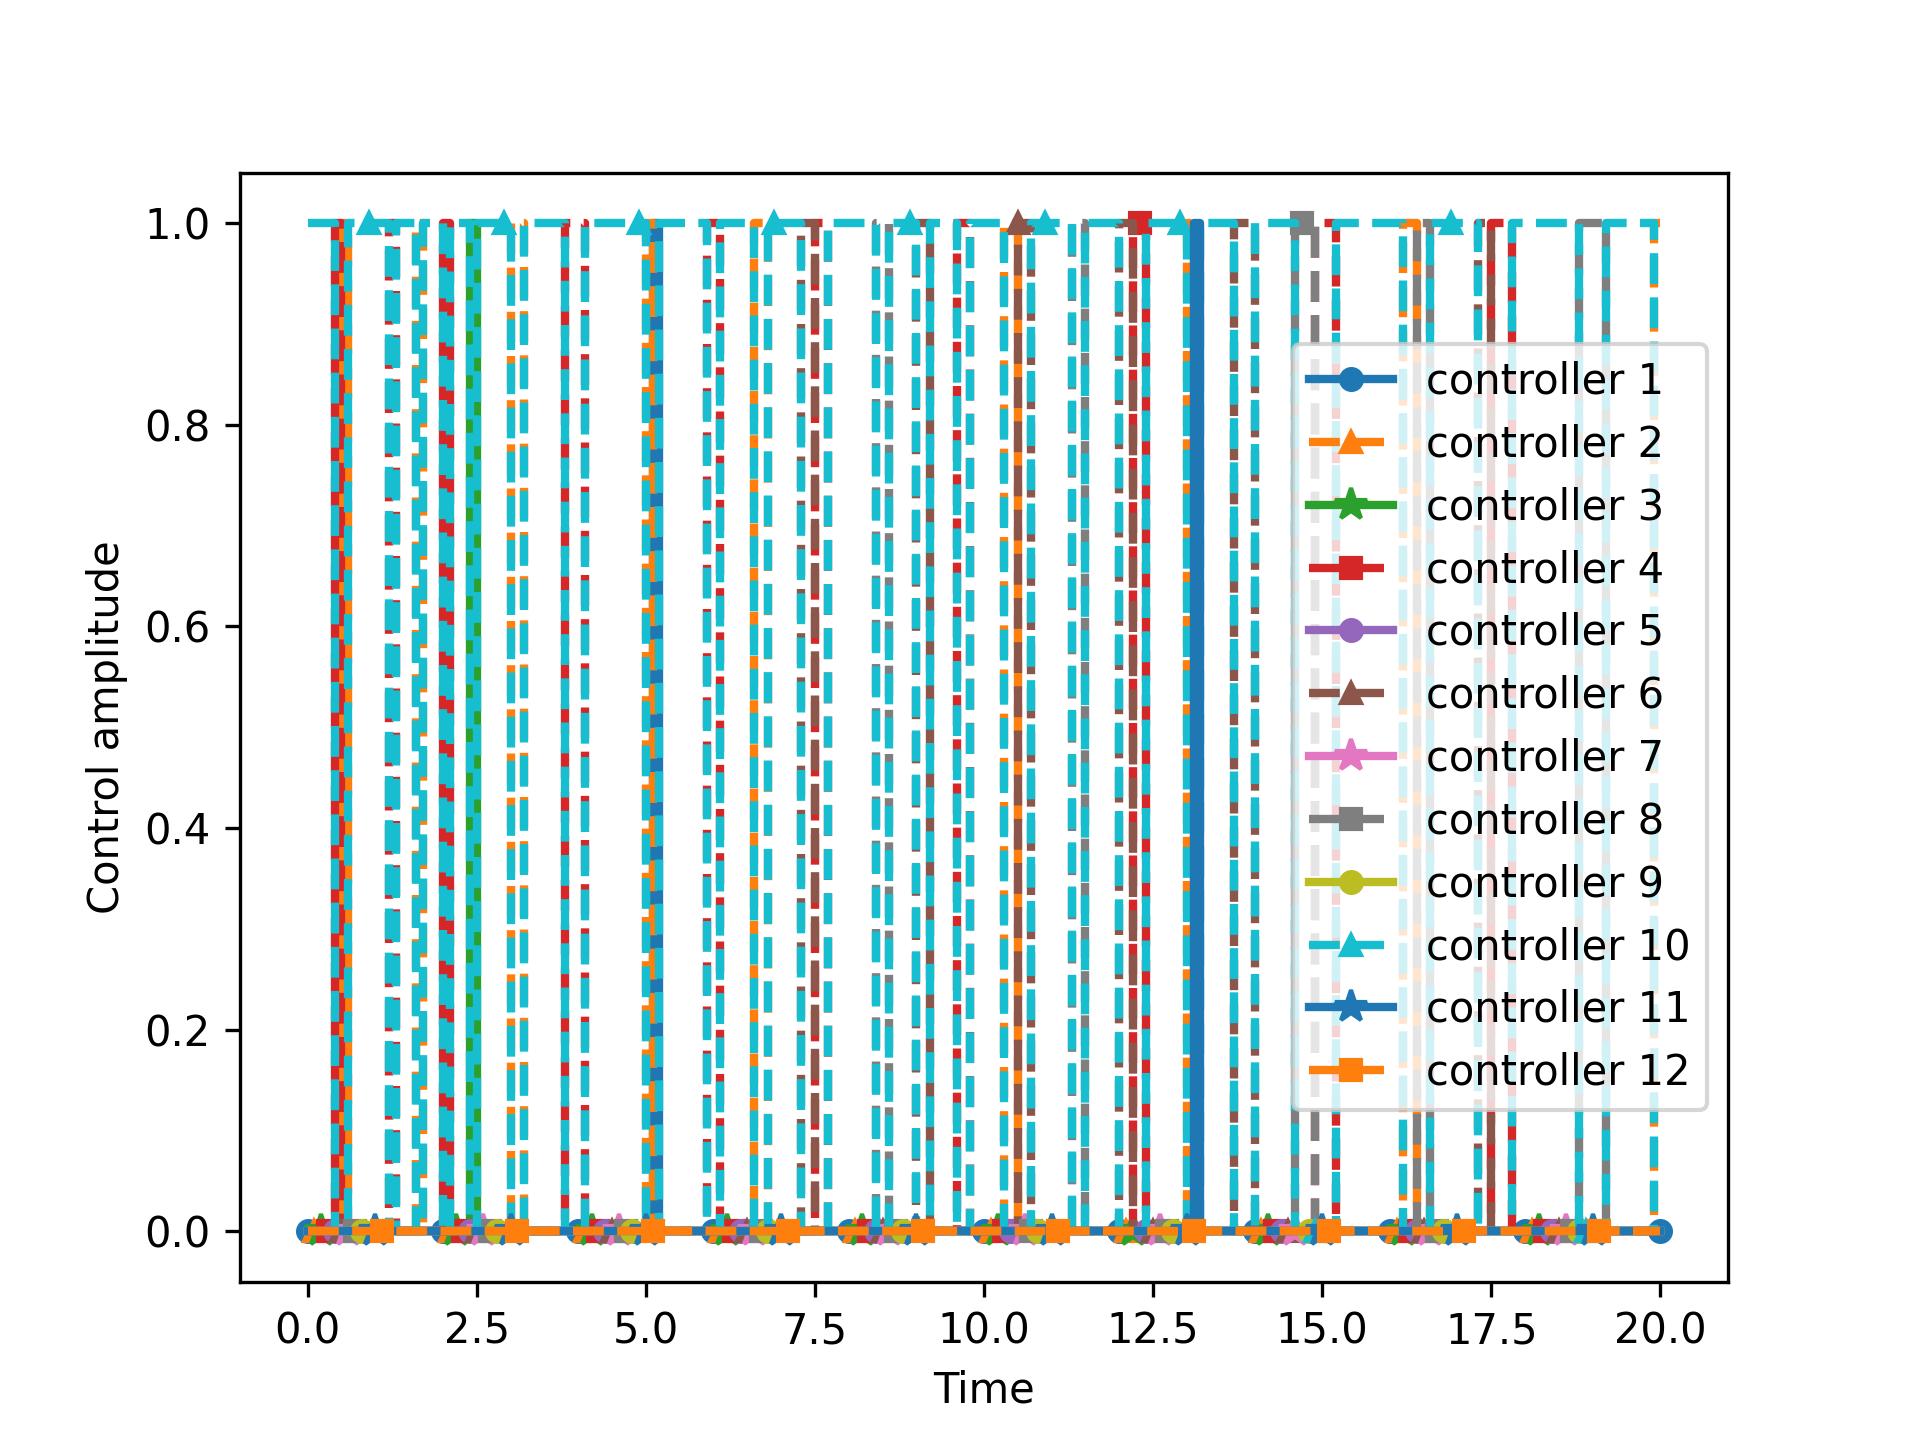 1.0
0.8
0.6
0.4
0.2
0.0
Control amplitude
controller 1
controller 2
controller 3
controller 4
controller 5
controller 6
controller 7
controller 8
controller 9
controller 10
controller 11
controller 12
0.0 2.5 5.0 7.5 10.0 12.5 15.0 17.5 20.0
Time